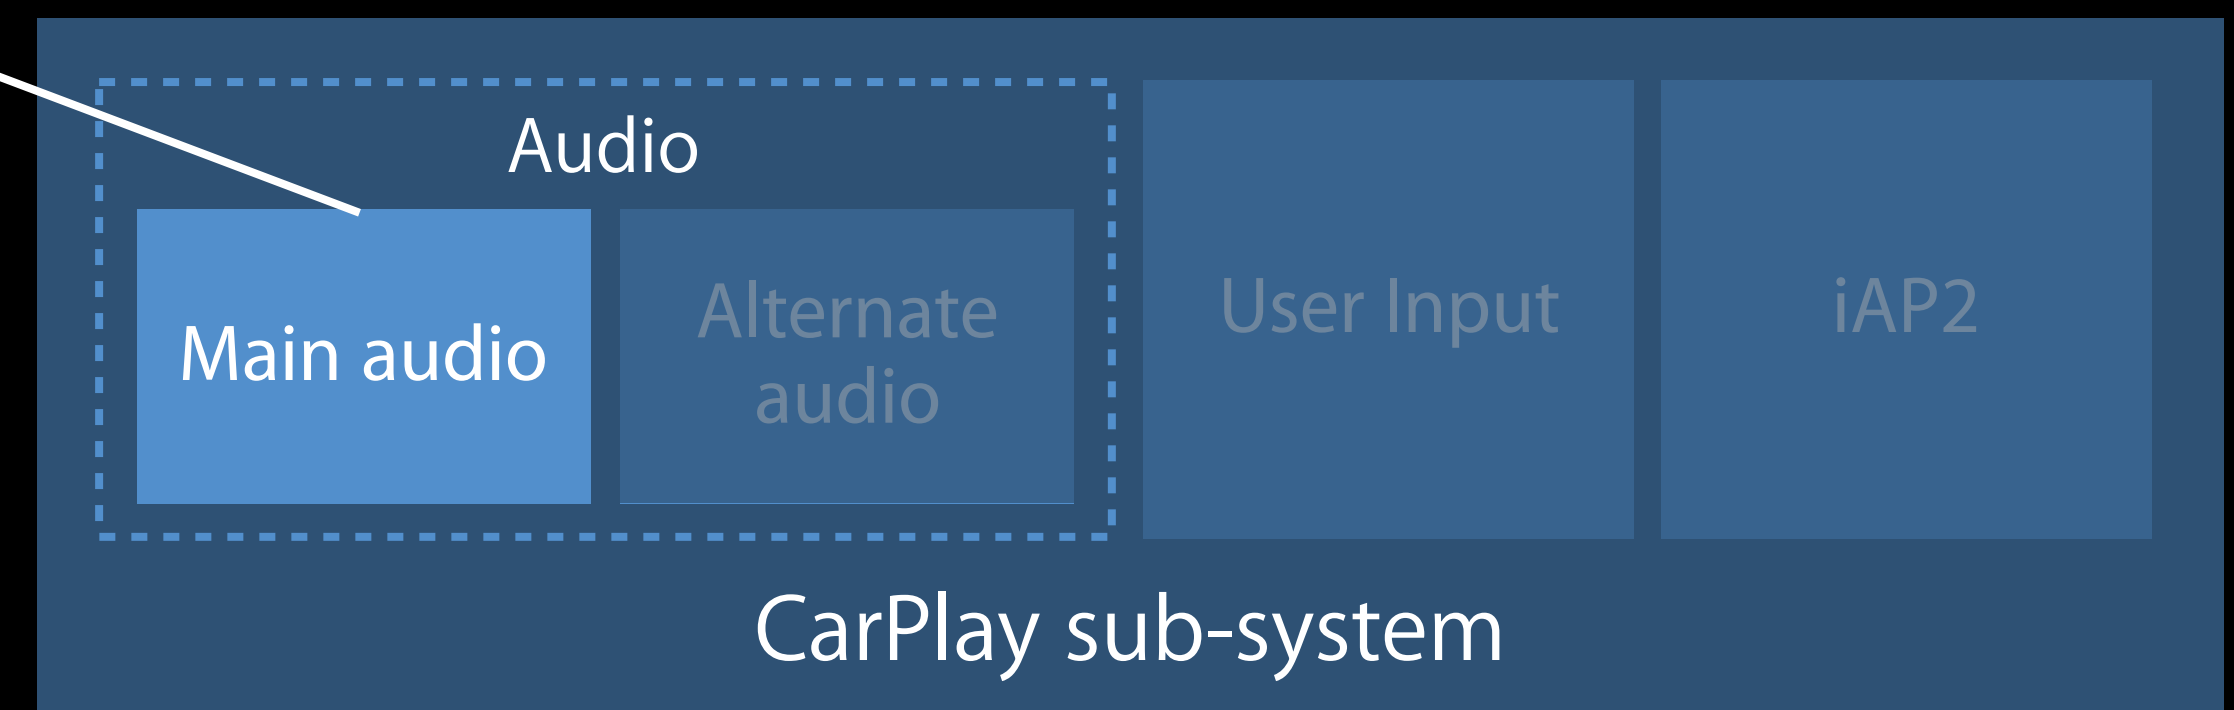 Audio
Main audio
Alternate
audio
User Input
iAP2
CarPlay sub-system